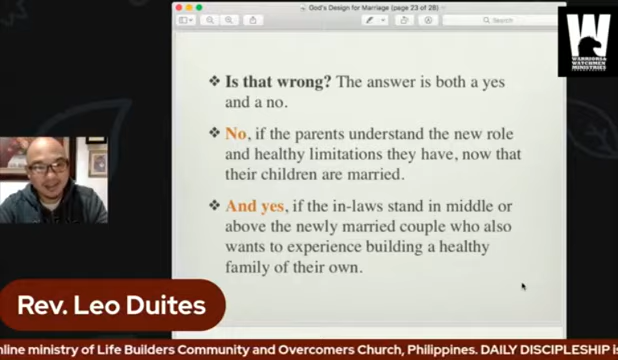 God's Design for Marriage (page 23 of 28)
Search
W
WARRIORS &
WATCHMEN
MINISTRIES
❖ Is that wrong? The answer is both a yes
and a no.
❖ No, if the parents understand the new role
and healthy limitations they have, now that
their children are married.
❖ And yes, if the in-laws stand in middle or
above the newly married couple who also
wants to experience building a healthy
family of their own.
Rev. Leo Duites
nline ministry of Life Builders Community and Overcomers Church, Philippines. DAILY DISCIPLESHIP is